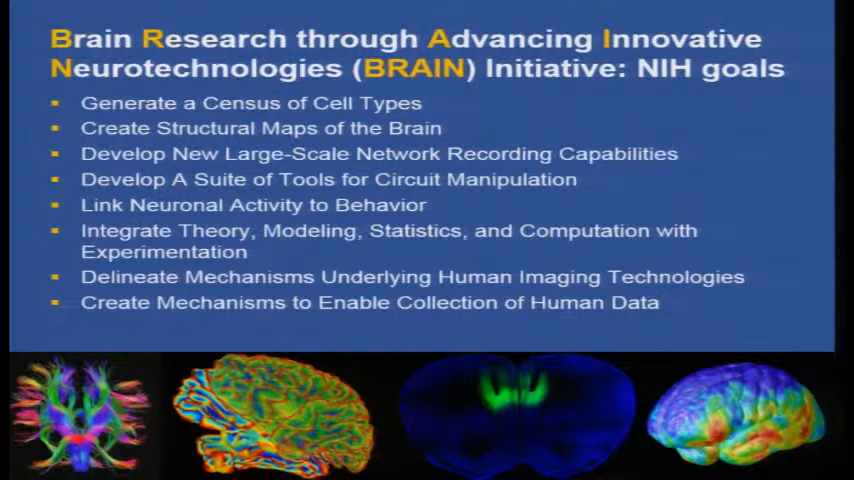 Brain Research through Advancing Innovative
Neurotechnologies (BRAIN) Initiative: NIH goals
Generate a Census of Cell Types
Create Structural Maps of the Brain
Develop New Large-Scale Network Recording Capabilities
Develop A Suite of Tools for Circuit Manipulation
Link Neuronal Activity to Behavior
Integrate Theory, Modeling, Statistics, and Computation with
Experimentation
Delineate Mechanisms Underlying Human Imaging Technologies
Create Mechanisms to Enable Collection of Human Data